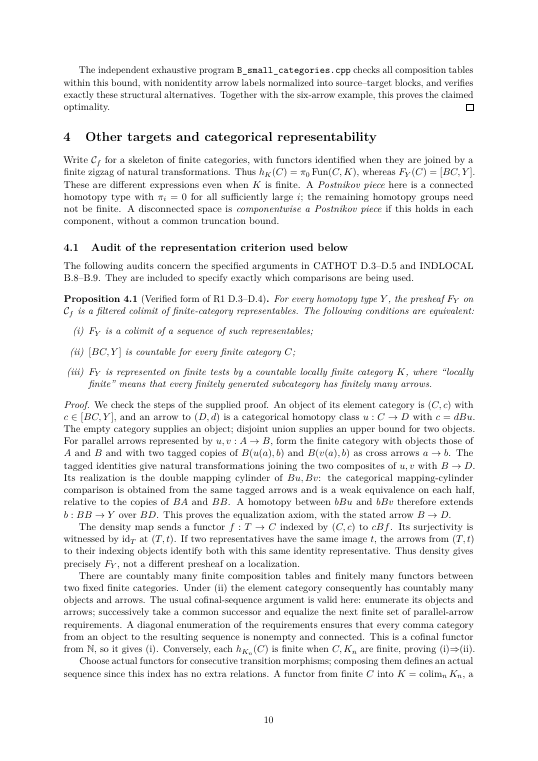 The independent exhaustive program B_small_categories.cpp checks all composition tables
within this bound, with nonidentity arrow labels normalized into source–target blocks, and verifies
exactly these structural alternatives. Together with the six-arrow example, this proves the claimed
optimality. □
4 Other targets and categorical representability
Write 𝒞_f for a skeleton of finite categories, with functors identified when they are joined by a
finite zigzag of natural transformations. Thus h_K(C) = π₀ Fun(C, K), whereas F_Y(C) = [BC, Y].
These are different expressions even when K is finite. A Postnikov piece here is a connected
homotopy type with π_i = 0 for all sufficiently large i; the remaining homotopy groups need
not be finite. A disconnected space is componentwise a Postnikov piece if this holds in each
component, without a common truncation bound.
4.1 Audit of the representation criterion used below
The following audits concern the specified arguments in CATHOT D.3–D.5 and INDLOCAL
B.8–B.9. They are included to specify exactly which comparisons are being used.
Proposition 4.1 (Verified form of R1 D.3–D.4). For every homotopy type Y, the presheaf F_Y on
𝒞_f is a filtered colimit of finite-category representables. The following conditions are equivalent:
(i) F_Y is a colimit of a sequence of such representables;
(ii) [BC, Y] is countable for every finite category C;
(iii) F_Y is represented on finite tests by a countable locally finite category K, where “locally
finite” means that every finitely generated subcategory has finitely many arrows.
Proof. We check the steps of the supplied proof. An object of its element category is (C, c) with
c ∈ [BC, Y], and an arrow to (D, d) is a categorical homotopy class u : C → D with c = dBu.
The empty category supplies an object; disjoint union supplies an upper bound for two objects.
For parallel arrows represented by u, v : A → B, form the finite category with objects those of
A and B and with two tagged copies of B(u(a), b) and B(v(a), b) as cross arrows a → b. The
tagged identities give natural transformations joining the two composites of u, v with B → D.
Its realization is the double mapping cylinder of Bu, Bv: the categorical mapping-cylinder
comparison is obtained from the same tagged arrows and is a weak equivalence on each half,
relative to the copies of BA and BB. A homotopy between bBu and bBv therefore extends
b : BB → Y over BD. This proves the equalization axiom, with the stated arrow B → D.
The density map sends a functor f : T → C indexed by (C, c) to cBf. Its surjectivity is
witnessed by id_T at (T, t). If two representatives have the same image t, the arrows from (T, t)
to their indexing objects identify both with this same identity representative. Thus density gives
precisely F_Y, not a different presheaf on a localization.
There are countably many finite composition tables and finitely many functors between
two fixed finite categories. Under (ii) the element category consequently has countably many
objects and arrows. The usual cofinal-sequence argument is valid here: enumerate its objects and
arrows; successively take a common successor and equalize the next finite set of parallel-arrow
requirements. A diagonal enumeration of the requirements ensures that every comma category
from an object to the resulting sequence is nonempty and connected. This is a cofinal functor
from ℕ, so it gives (i). Conversely, each h_{K_n}(C) is finite when C, K_n are finite, proving (i)⇒(ii).
Choose actual functors for consecutive transition morphisms; composing them defines an actual
sequence since this index has no extra relations. A functor from finite C into K = colim_n K_n, a
10